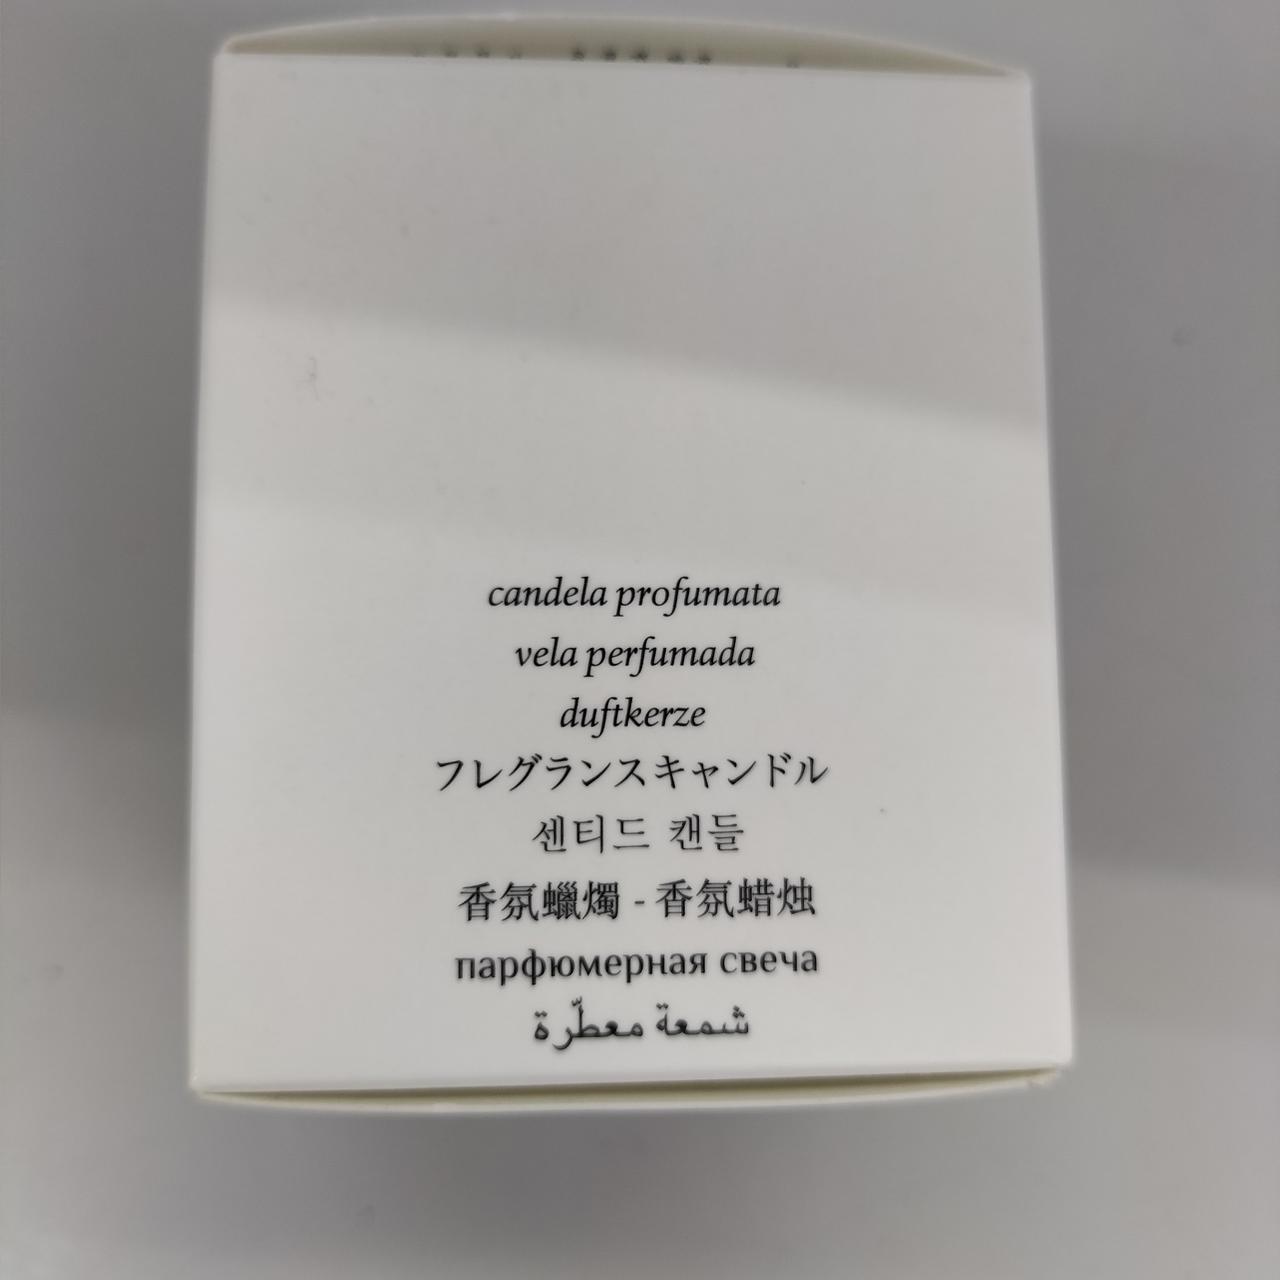 candela profumata
vela perfumada
duftkerze
フレグランスキャンドル
센티드 캔들
香氛蠟燭 - 香氛蜡烛
парфюмерная свеча
شمعة معطّرة